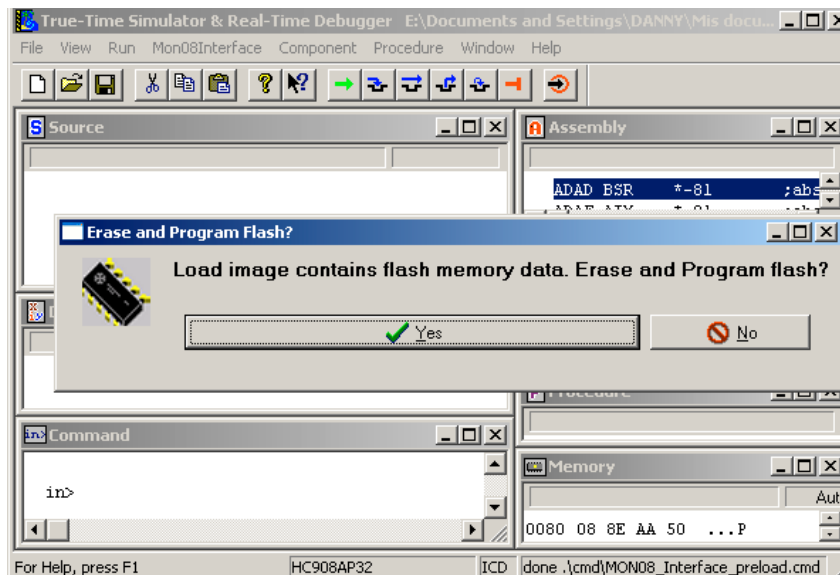 True-Time Simulator & Real-Time Debugger E:\Documents and Settings\DANNY\Mis docu...
File View Run Mon08Interface Component Procedure Window Help
Source
Assembly
ADAD BSR *-81 ;abs
Erase and Program Flash?
Load image contains flash memory data. Erase and Program flash?
Yes
No
Procedure
Command
in>
Memory
Aut
0080 08 8E AA 50 ...P
For Help, press F1 HC908AP32 ICD done .\cmd\MON08_Interface_preload.cmd